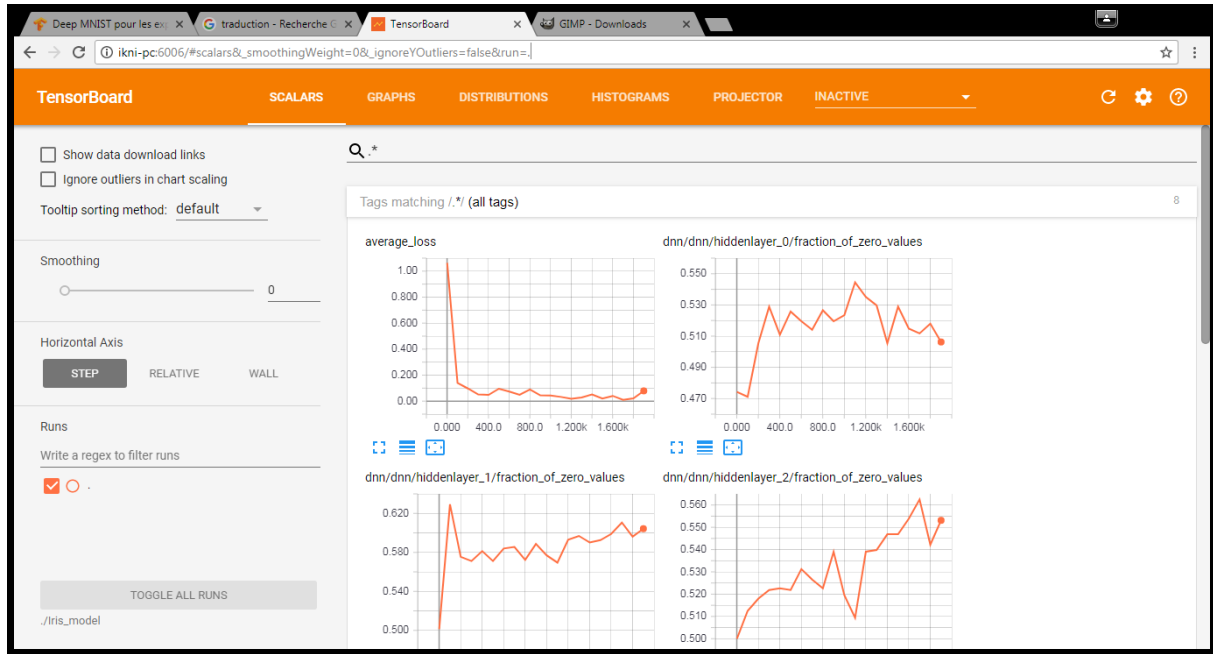 Deep MNIST pour les exp
traduction - Recherche G
TensorBoard
GIMP - Downloads
ikni-pc:6006/#scalars&_smoothingWeight=0&_ignoreYOutliers=false&run=.
TensorBoard SCALARS GRAPHS DISTRIBUTIONS HISTOGRAMS PROJECTOR INACTIVE
Show data download links
Ignore outliers in chart scaling
Tooltip sorting method: default
Smoothing
0
Horizontal Axis
STEP RELATIVE WALL
Runs
Write a regex to filter runs
.
TOGGLE ALL RUNS
./Iris_model
.*
Tags matching /.*/ (all tags) 8
average_loss
1.00
0.800
0.600
0.400
0.200
0.00
0.000 400.0 800.0 1.200k 1.600k
dnn/dnn/hiddenlayer_0/fraction_of_zero_values
0.550
0.530
0.510
0.490
0.470
0.000 400.0 800.0 1.200k 1.600k
dnn/dnn/hiddenlayer_1/fraction_of_zero_values
0.620
0.580
0.540
0.500
dnn/dnn/hiddenlayer_2/fraction_of_zero_values
0.560
0.550
0.540
0.530
0.520
0.510
0.500